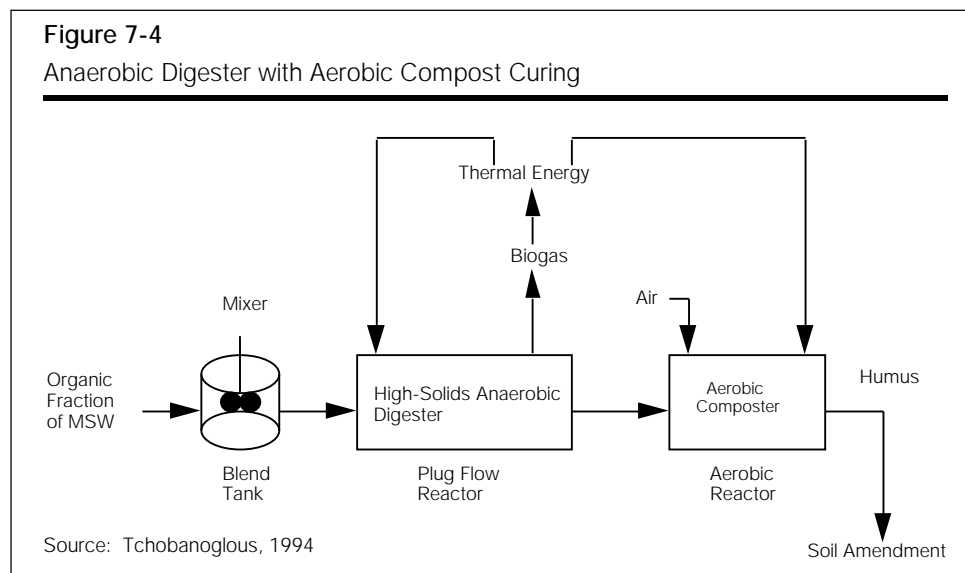 Figure 7-4
Anaerobic Digester with Aerobic Compost Curing
Thermal Energy
Biogas
Mixer
Air
Organic
Fraction
of MSW
High-Solids Anaerobic
Digester
Aerobic
Composter
Humus
Blend
Tank
Plug Flow
Reactor
Aerobic
Reactor
Source: Tchobanoglous, 1994
Soil Amendment